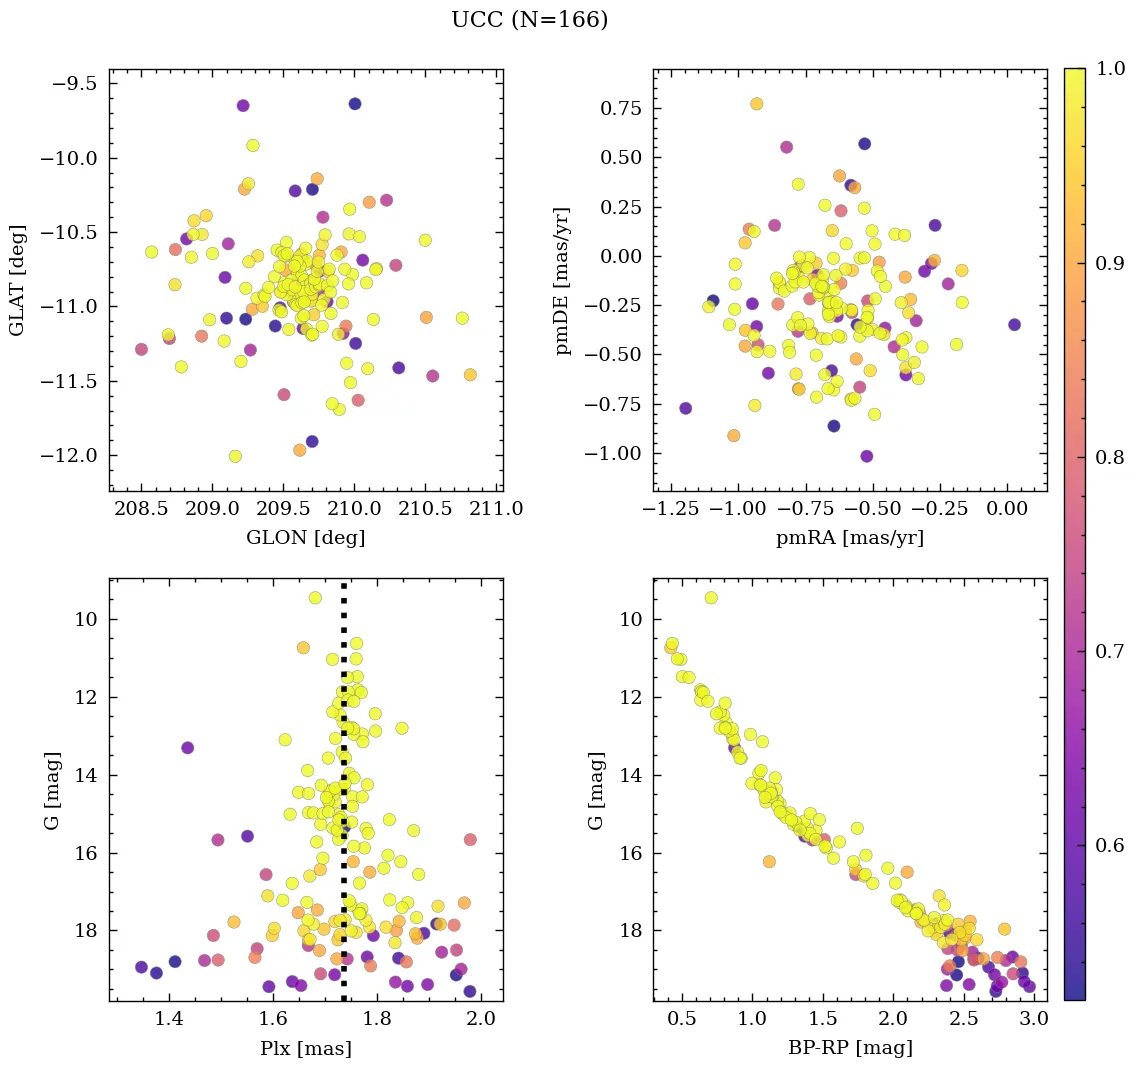 UCC (N=166)
−9.5
−10.0
−10.5
−11.0
−11.5
−12.0
GLAT [deg]
208.5 209.0 209.5 210.0 210.5 211.0
GLON [deg]
0.75
0.50
0.25
0.00
−0.25
−0.50
−0.75
−1.00
pmDE [mas/yr]
−1.25 −1.00 −0.75 −0.50 −0.25 0.00
pmRA [mas/yr]
1.0
0.9
0.8
0.7
0.6
10
12
14
16
18
G [mag]
1.4 1.6 1.8 2.0
Plx [mas]
10
12
14
16
18
G [mag]
0.5 1.0 1.5 2.0 2.5 3.0
BP-RP [mag]